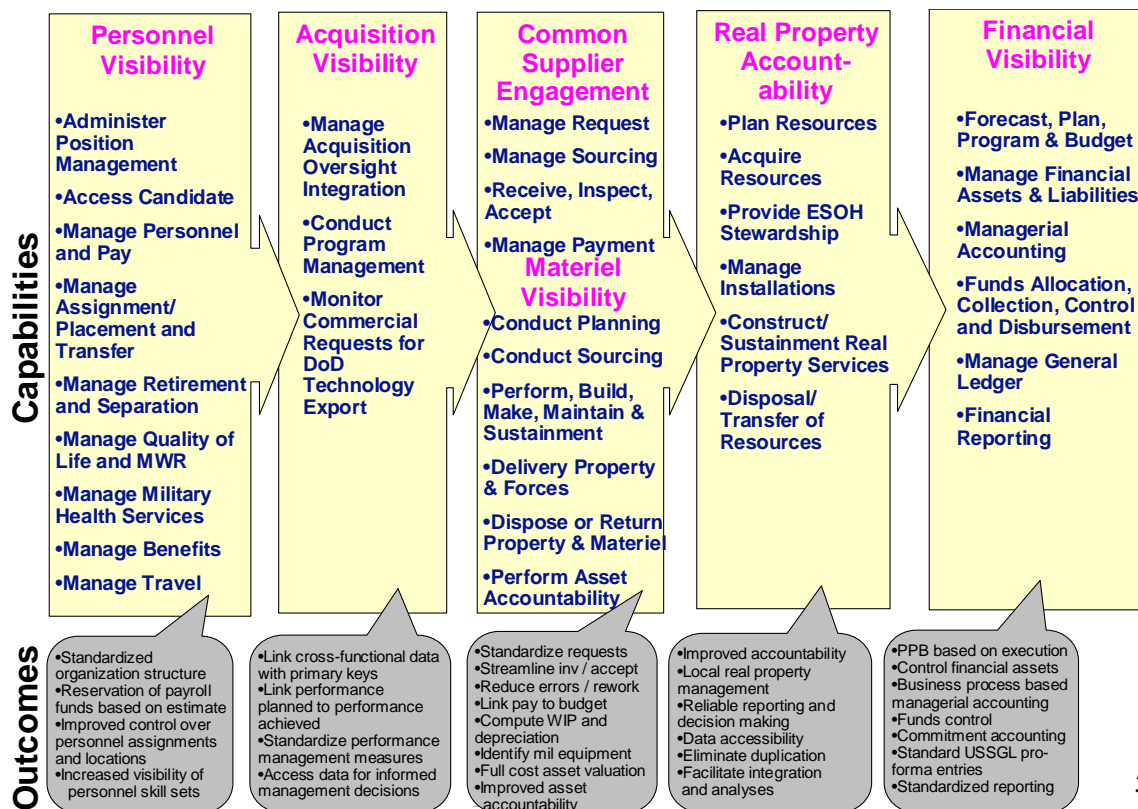 Capabilities
Personnel
Visibility
•Administer
Position
Management
•Access Candidate
•Manage Personnel
and Pay
•Manage
Assignment/
Placement and
Transfer
•Manage Retirement
and Separation
•Manage Quality of
Life and MWR
•Manage Military
Health Services
•Manage Benefits
•Manage Travel
Acquisition
Visibility
•Manage
Acquisition
Oversight
Integration
•Conduct
Program
Management
•Monitor
Commercial
Requests for
DoD
Technology
Export
Common
Supplier
Engagement
•Manage Request
•Manage Sourcing
•Receive, Inspect,
Accept
•Manage Payment
Materiel
Visibility
•Conduct Planning
•Conduct Sourcing
•Perform, Build,
Make, Maintain &
Sustainment
•Delivery Property
& Forces
•Dispose or Return
Property & Materiel
•Perform Asset
Accountability
Real Property
Account-
ability
•Plan Resources
•Acquire
Resources
•Provide ESOH
Stewardship
•Manage
Installations
•Construct/
Sustainment Real
Property Services
•Disposal/
Transfer of
Resources
Financial
Visibility
•Forecast, Plan,
Program & Budget
•Manage Financial
Assets & Liabilities
•Managerial
Accounting
•Funds Allocation,
Collection, Control
and Disbursement
•Manage General
Ledger
•Financial
Reporting
Outcomes
•Standardized
organization structure
•Reservation of payroll
funds based on estimate
•Improved control over
personnel assignments
and locations
•Increased visibility of
personnel skill sets
•Link cross-functional data
with primary keys
•Link performance
planned to performance
achieved
•Standardize performance
management measures
•Access data for informed
management decisions
•Standardize requests
•Streamline inv / accept
•Reduce errors / rework
•Link pay to budget
•Compute WIP and
depreciation
•Identify mil equipment
•Full cost asset valuation
•Improved asset
accountability
•Improved accountability
•Local real property
management
•Reliable reporting and
decision making
•Data accessibility
•Eliminate duplication
•Facilitate integration
and analyses
•PPB based on execution
•Control financial assets
•Business process based
managerial accounting
•Funds control
•Commitment accounting
•Standard USSGL pro-
forma entries
•Standardized reporting